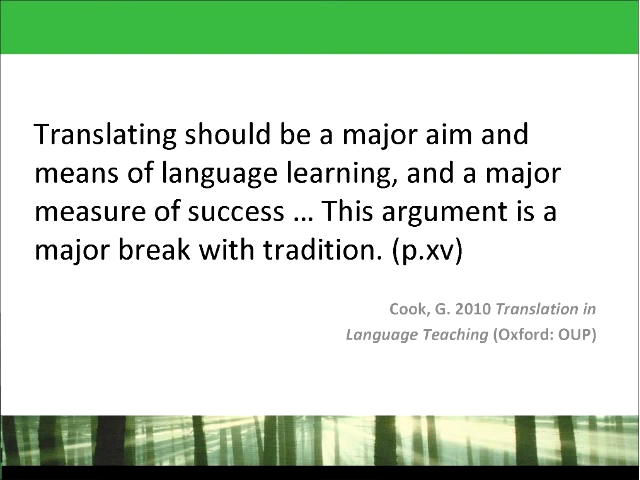 Translating should be a major aim and
means of language learning, and a major
measure of success … This argument is a
major break with tradition. (p.xv)
Cook, G. 2010 Translation in
Language Teaching (Oxford: OUP)